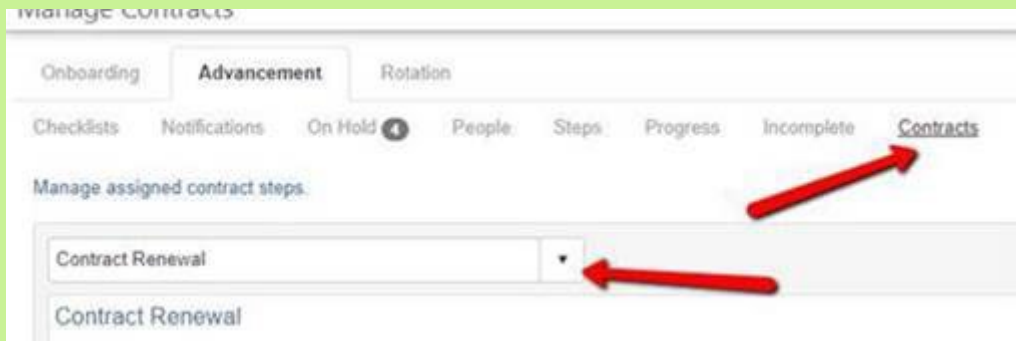 Manage Contracts
Onboarding Advancement Rotation
Checklists Notifications On Hold 4 People Steps Progress Incomplete Contracts
Manage assigned contract steps.
Contract Renewal
Contract Renewal